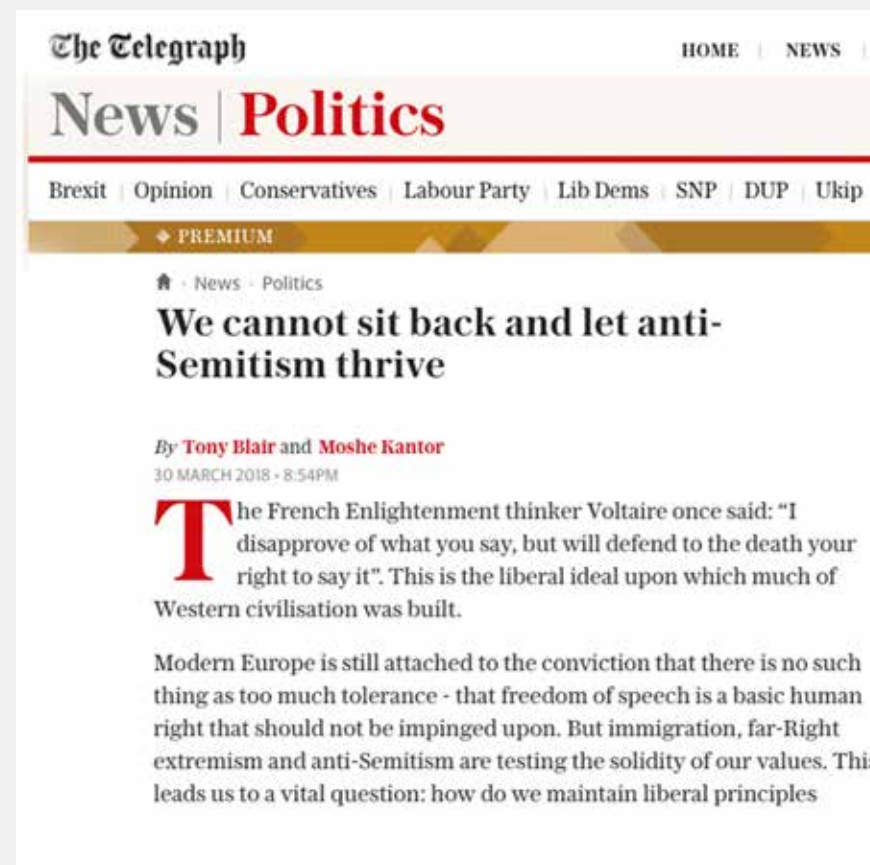 The Telegraph
HOME | NEWS |
News | Politics
Brexit | Opinion | Conservatives | Labour Party | Lib Dems | SNP | DUP | Ukip
PREMIUM
News · Politics
We cannot sit back and let anti-
Semitism thrive
By Tony Blair and Moshe Kantor
30 MARCH 2018 • 8:54PM
The French Enlightenment thinker Voltaire once said: “I
disapprove of what you say, but will defend to the death your
right to say it”. This is the liberal ideal upon which much of
Western civilisation was built.
Modern Europe is still attached to the conviction that there is no such
thing as too much tolerance - that freedom of speech is a basic human
right that should not be impinged upon. But immigration, far-Right
extremism and anti-Semitism are testing the solidity of our values. This
leads us to a vital question: how do we maintain liberal principles